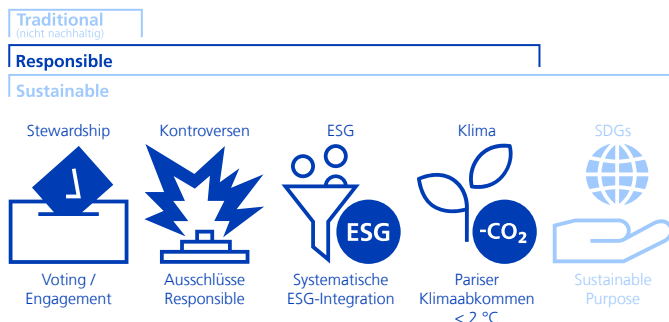 Traditional
(nicht nachhaltig)
Responsible
Sustainable
Stewardship
Kontroversen
ESG
Klima
SDGs
ESG
-CO₂
Voting /
Engagement
Ausschlüsse
Responsible
Systematische
ESG-Integration
Pariser
Klimaabkommen
< 2 °C
Sustainable
Purpose